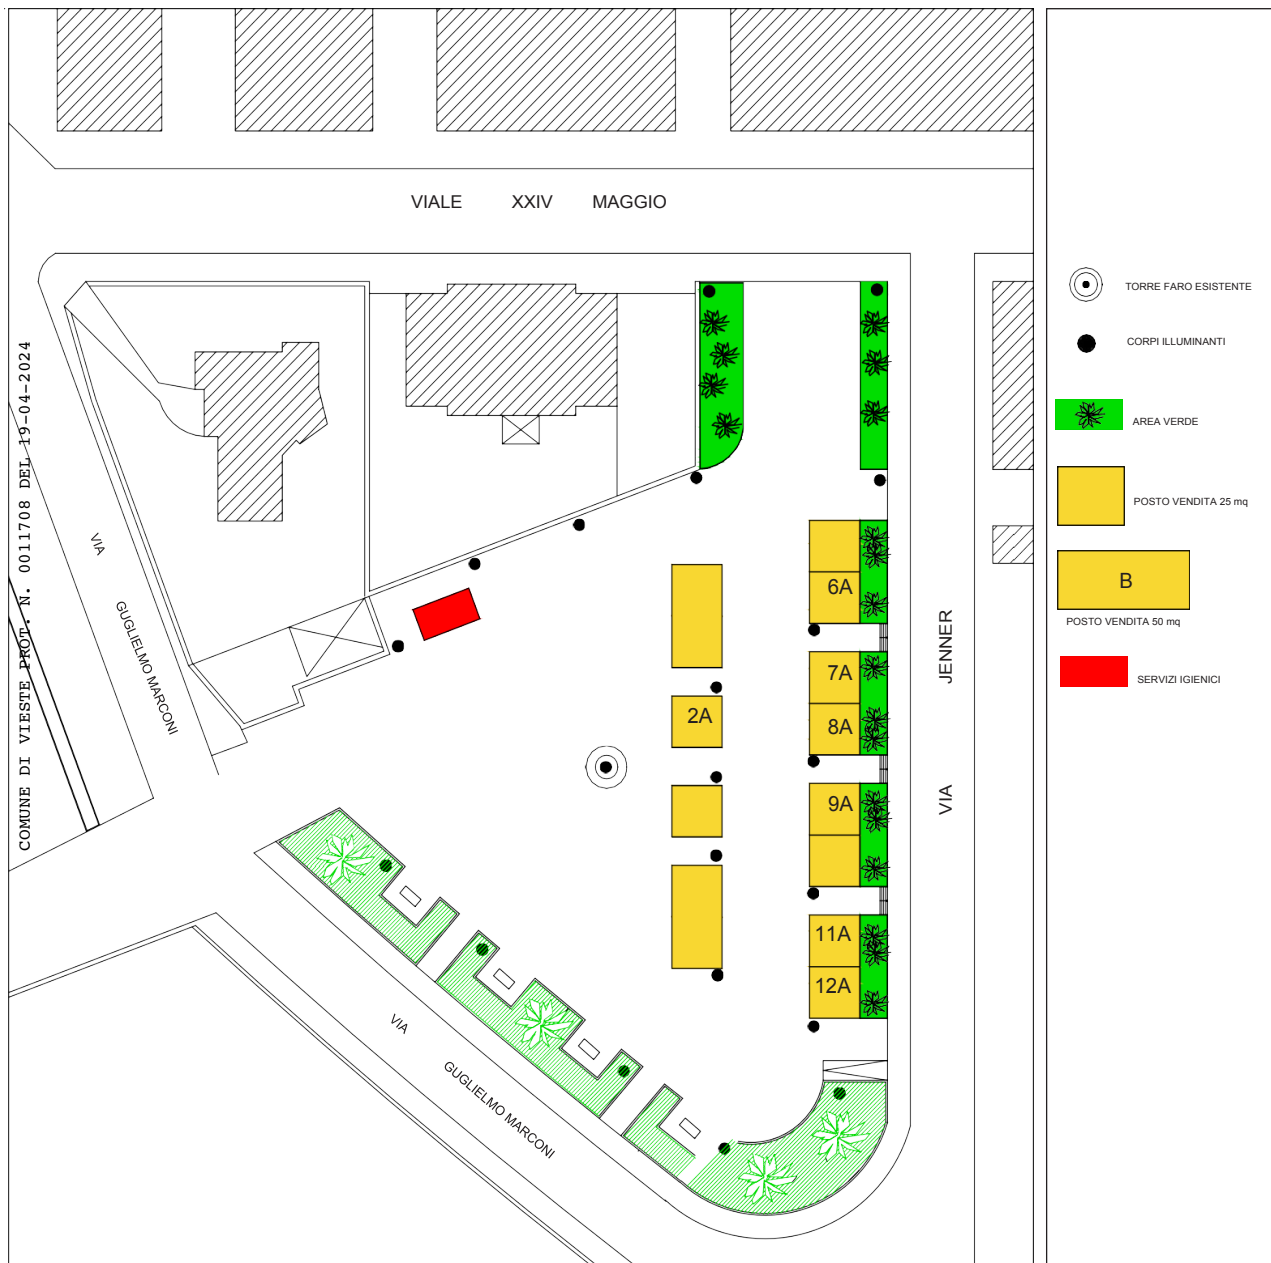 VIALE XXIV MAGGIO
COMUNE DI VIESTE PROT. N. 0011708 DEL 19-04-2024
VIA
GUGLIELMO MARCONI
6A
7A
2A
8A
9A
11A
12A
VIA JENNER
VIA
GUGLIELMO MARCONI
TORRE FARO ESISTENTE
CORPI ILLUMINANTI
AREA VERDE
POSTO VENDITA 25 mq
B
POSTO VENDITA 50 mq
SERVIZI IGIENICI